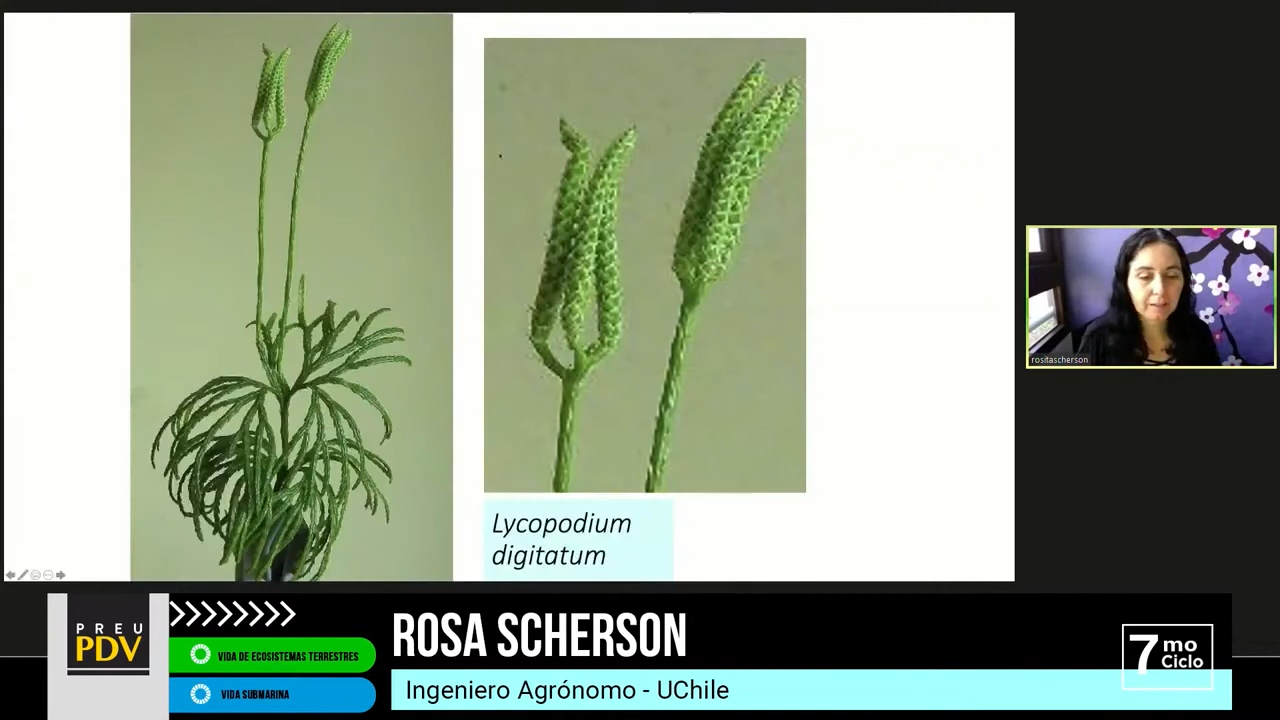 Lycopodium
digitatum
rositascherson
PREU
PDV
VIDA DE ECOSISTEMAS TERRESTRES
VIDA SUBMARINA
ROSA SCHERSON
Ingeniero Agrónomo - UChile
7mo
Ciclo